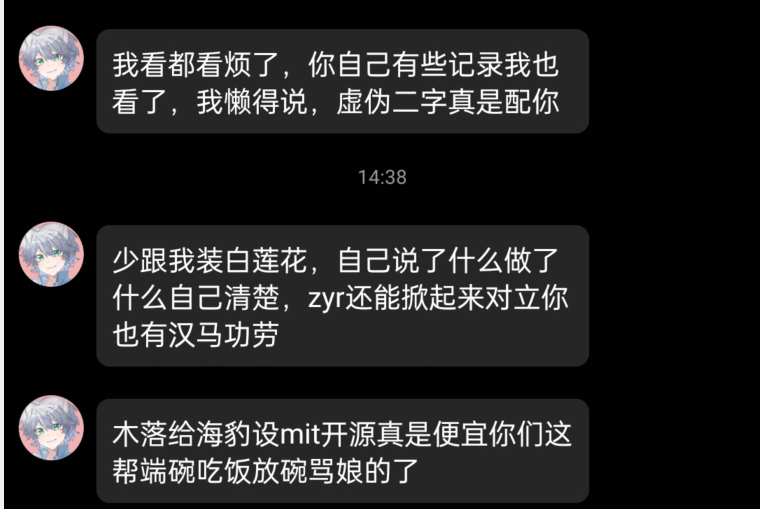 我看都看烦了，你自己有些记录我也
看了，我懒得说，虚伪二字真是配你
14:38
少跟我装白莲花，自己说了什么做了
什么自己清楚，zyr还能掀起来对立你
也有汉马功劳
木落给海豹设mit开源真是便宜你们这
帮端碗吃饭放碗骂娘的了